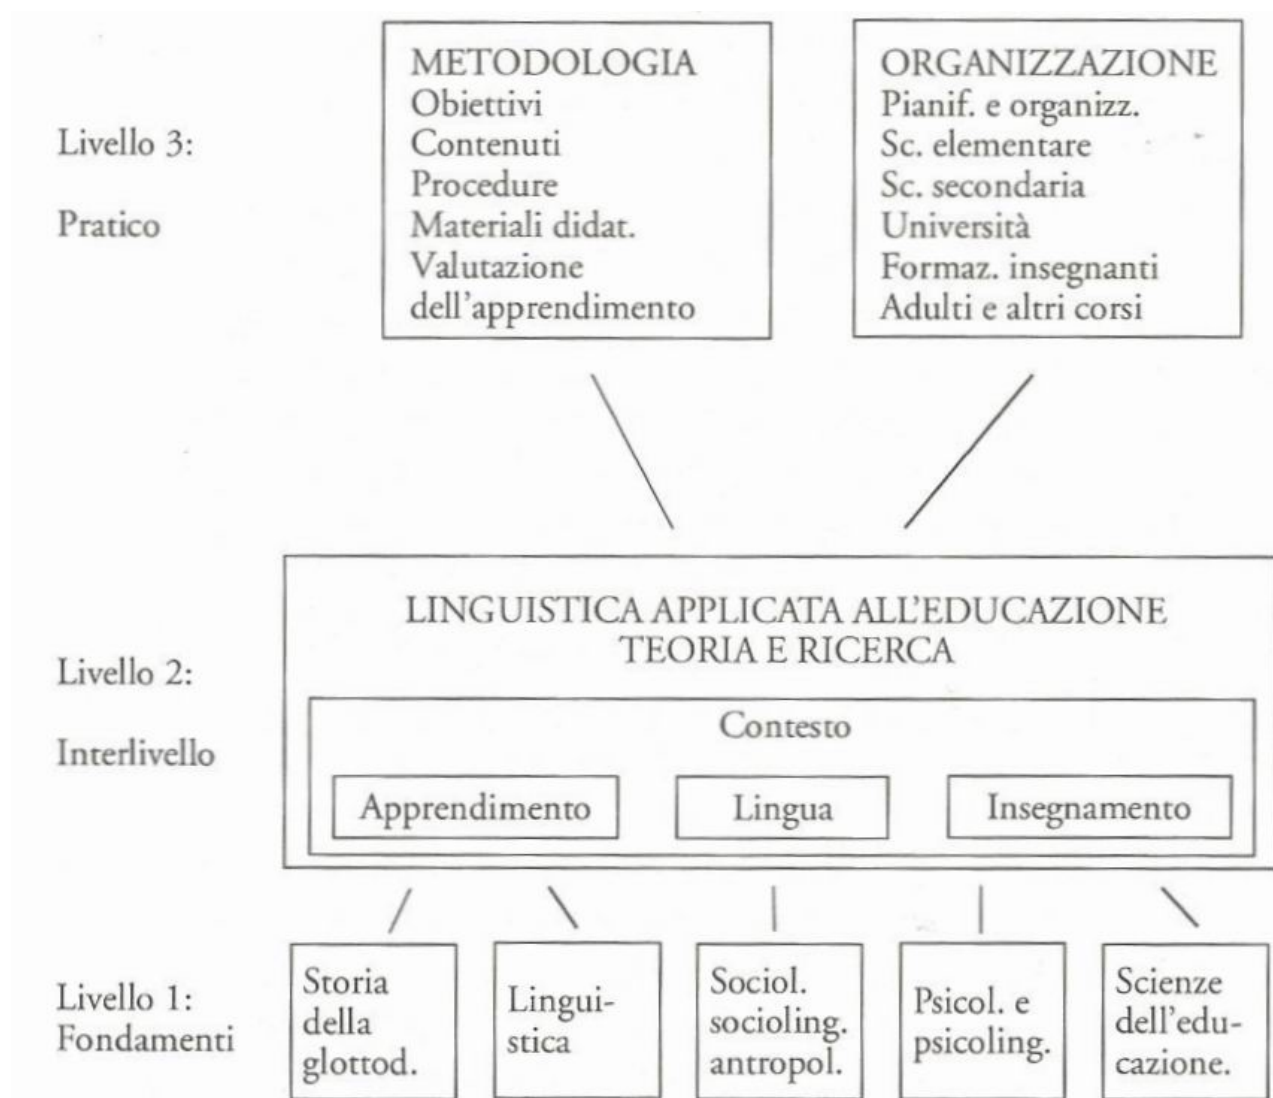 METODOLOGIA
Obiettivi
Contenuti
Procedure
Materiali didat.
Valutazione
dell'apprendimento
ORGANIZZAZIONE
Pianif. e organizz.
Sc. elementare
Sc. secondaria
Università
Formaz. insegnanti
Adulti e altri corsi
Livello 3:
Pratico
LINGUISTICA APPLICATA ALL'EDUCAZIONE
TEORIA E RICERCA
Livello 2:
Interlivello
Contesto
Apprendimento
Lingua
Insegnamento
Livello 1:
Fondamenti
Storia
della
glottod.
Lingui-
stica
Sociol.
socioling.
antropol.
Psicol. e
psicoling.
Scienze
dell'edu-
cazione.